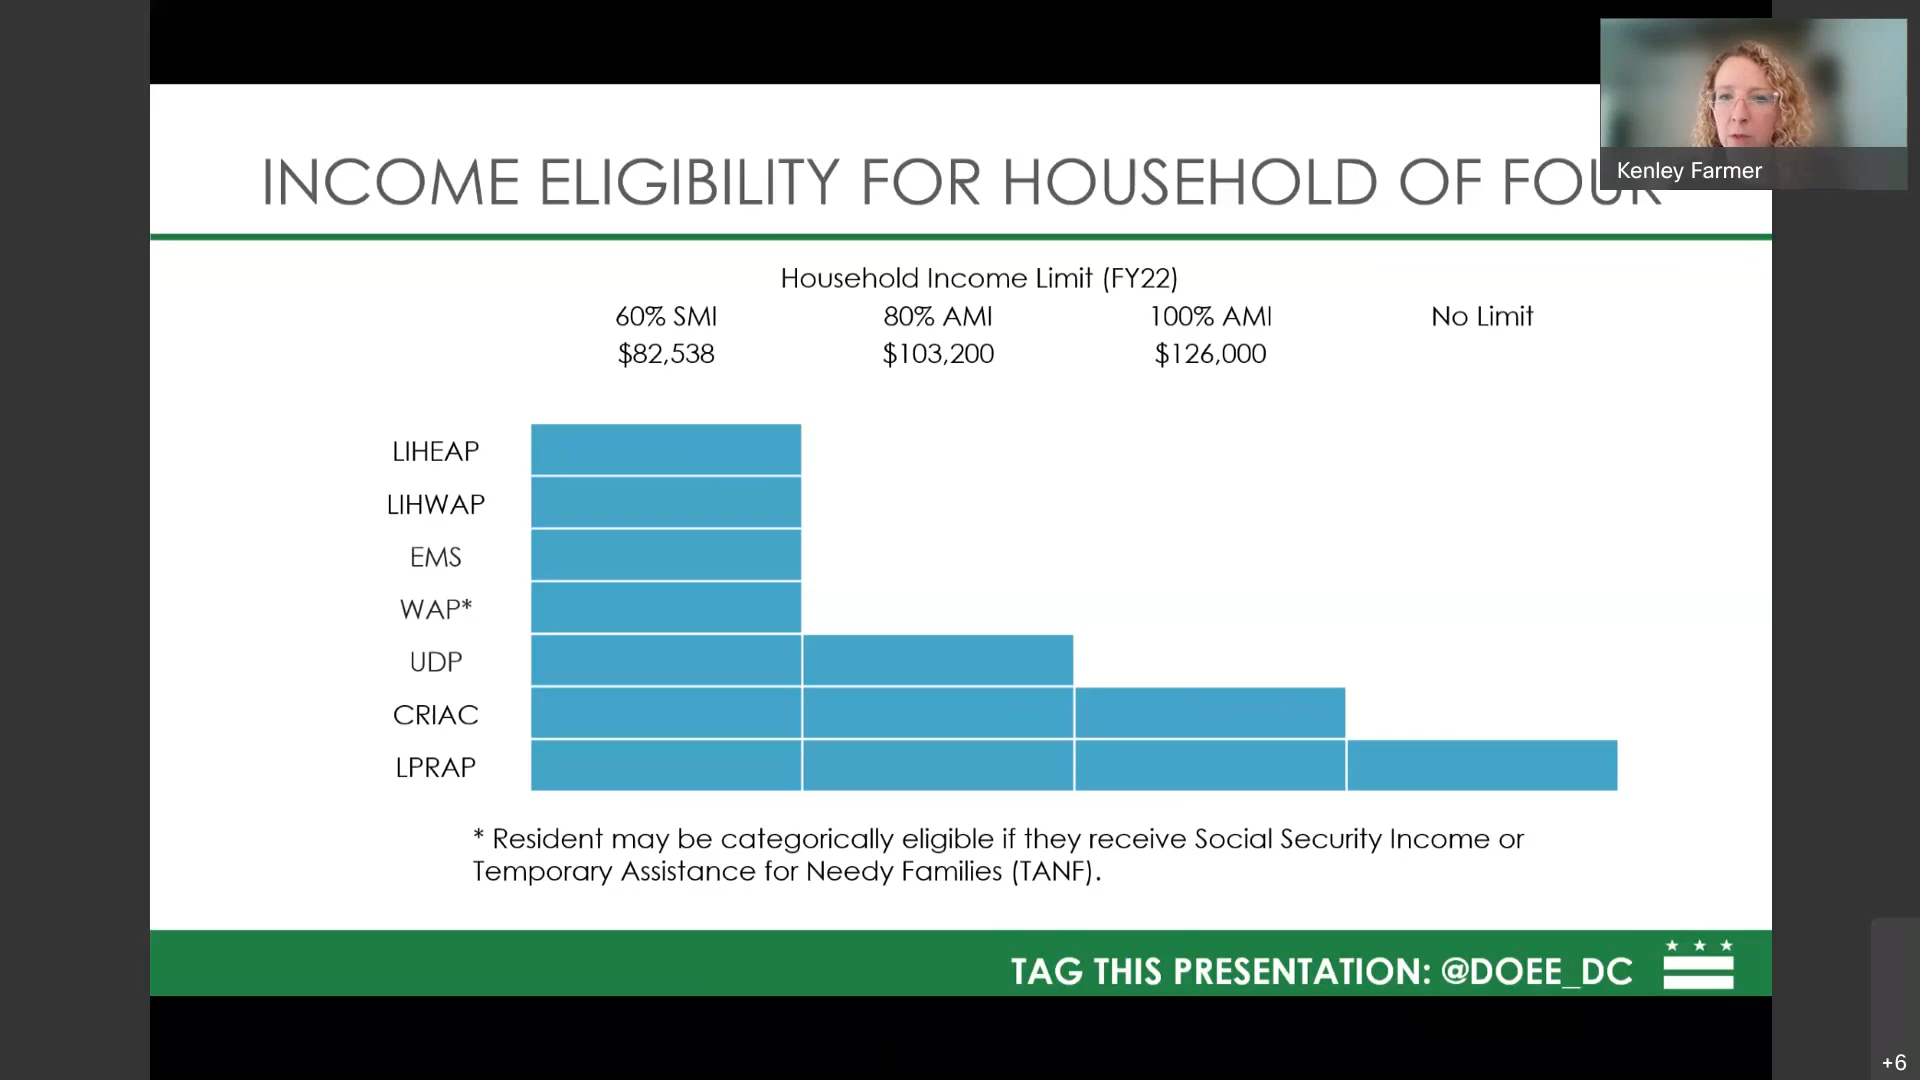 Kenley Farmer
INCOME ELIGIBILITY FOR HOUSEHOLD OF FOUR
Household Income Limit (FY22)
60% SMI 80% AMI 100% AMI No Limit
$82,538 $103,200 $126,000
LIHEAP
LIHWAP
EMS
WAP*
UDP
CRIAC
LPRAP
* Resident may be categorically eligible if they receive Social Security Income or
Temporary Assistance for Needy Families (TANF).
TAG THIS PRESENTATION: @DOEE_DC
+6